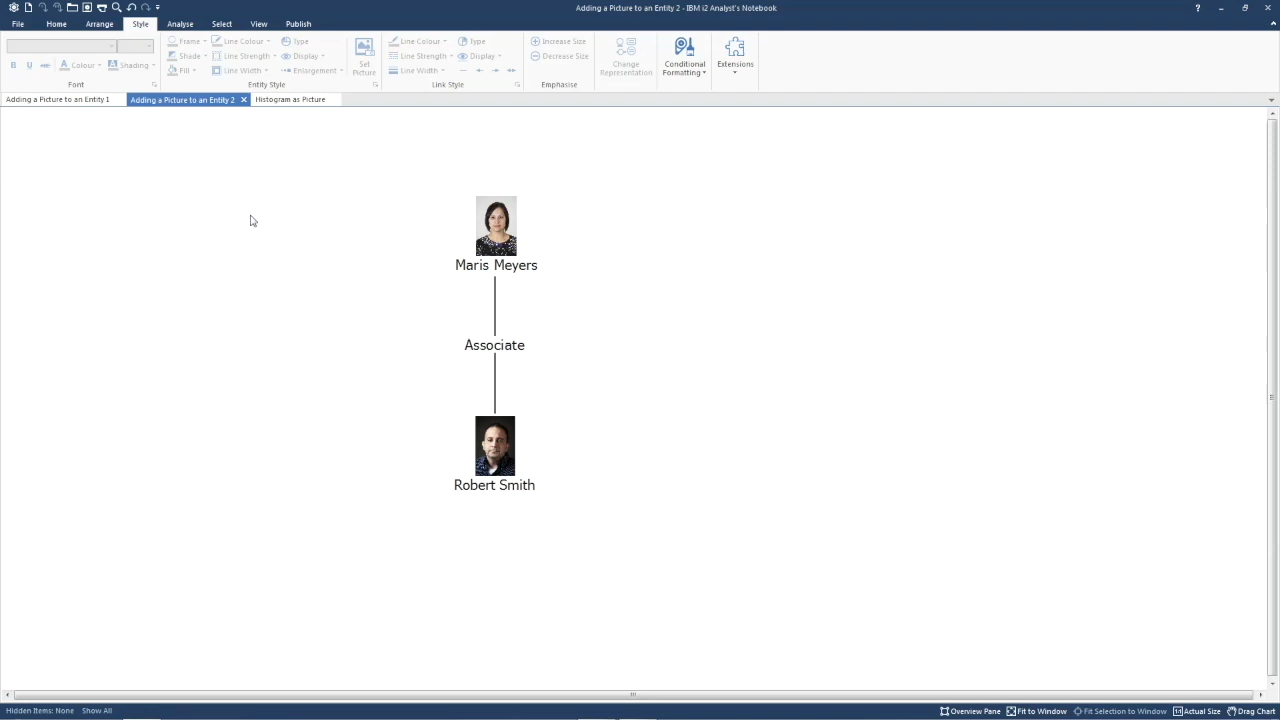 Adding a Picture to an Entity 2 - IBM i2 Analyst's Notebook
File Home Arrange Style Analyse Select View Publish
Frame Line Colour Type Line Colour Type Increase Size
Shade Line Strength Display Line Strength Display Decrease Size
B U abc A Colour A Shading Fill Line Width Enlargement Line Width
Set Picture
Change Representation
Conditional Formatting
Extensions
Font Entity Style Link Style Emphasise
Adding a Picture to an Entity 1 Adding a Picture to an Entity 2 Histogram as Picture
Maris Meyers
Associate
Robert Smith
Hidden Items: None Show All Overview Pane Fit to Window Fit Selection to Window 1:1 Actual Size Drag Chart